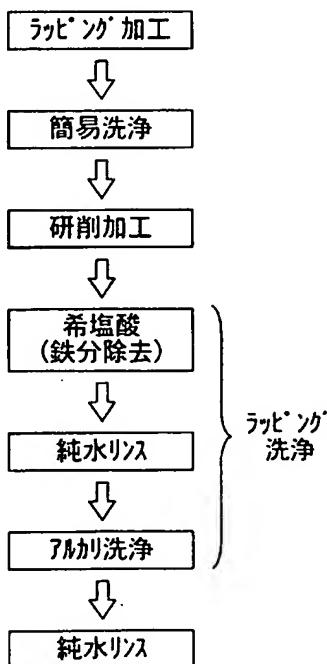 ラッピング加工
簡易洗浄
研削加工
希塩酸
(鉄分除去)
純水リンス
アルカリ洗浄
ラッピング
洗浄
純水リンス